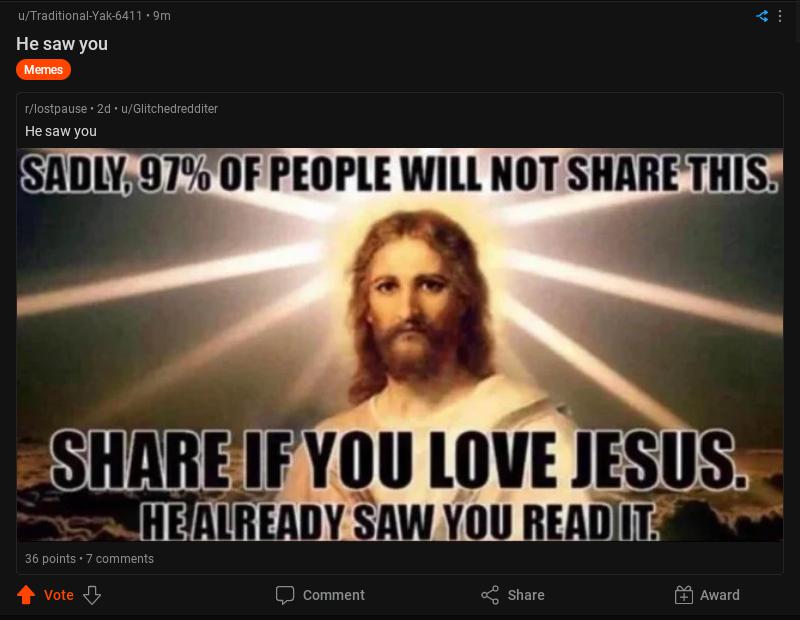 u/Traditional-Yak-6411 • 9m
He saw you
Memes
r/lostpause • 2d • u/Glitchedredditer
He saw you
SADLY, 97% OF PEOPLE WILL NOT SHARE THIS.
SHARE IF YOU LOVE JESUS.
HE ALREADY SAW YOU READ IT.
36 points • 7 comments
Vote Comment Share Award